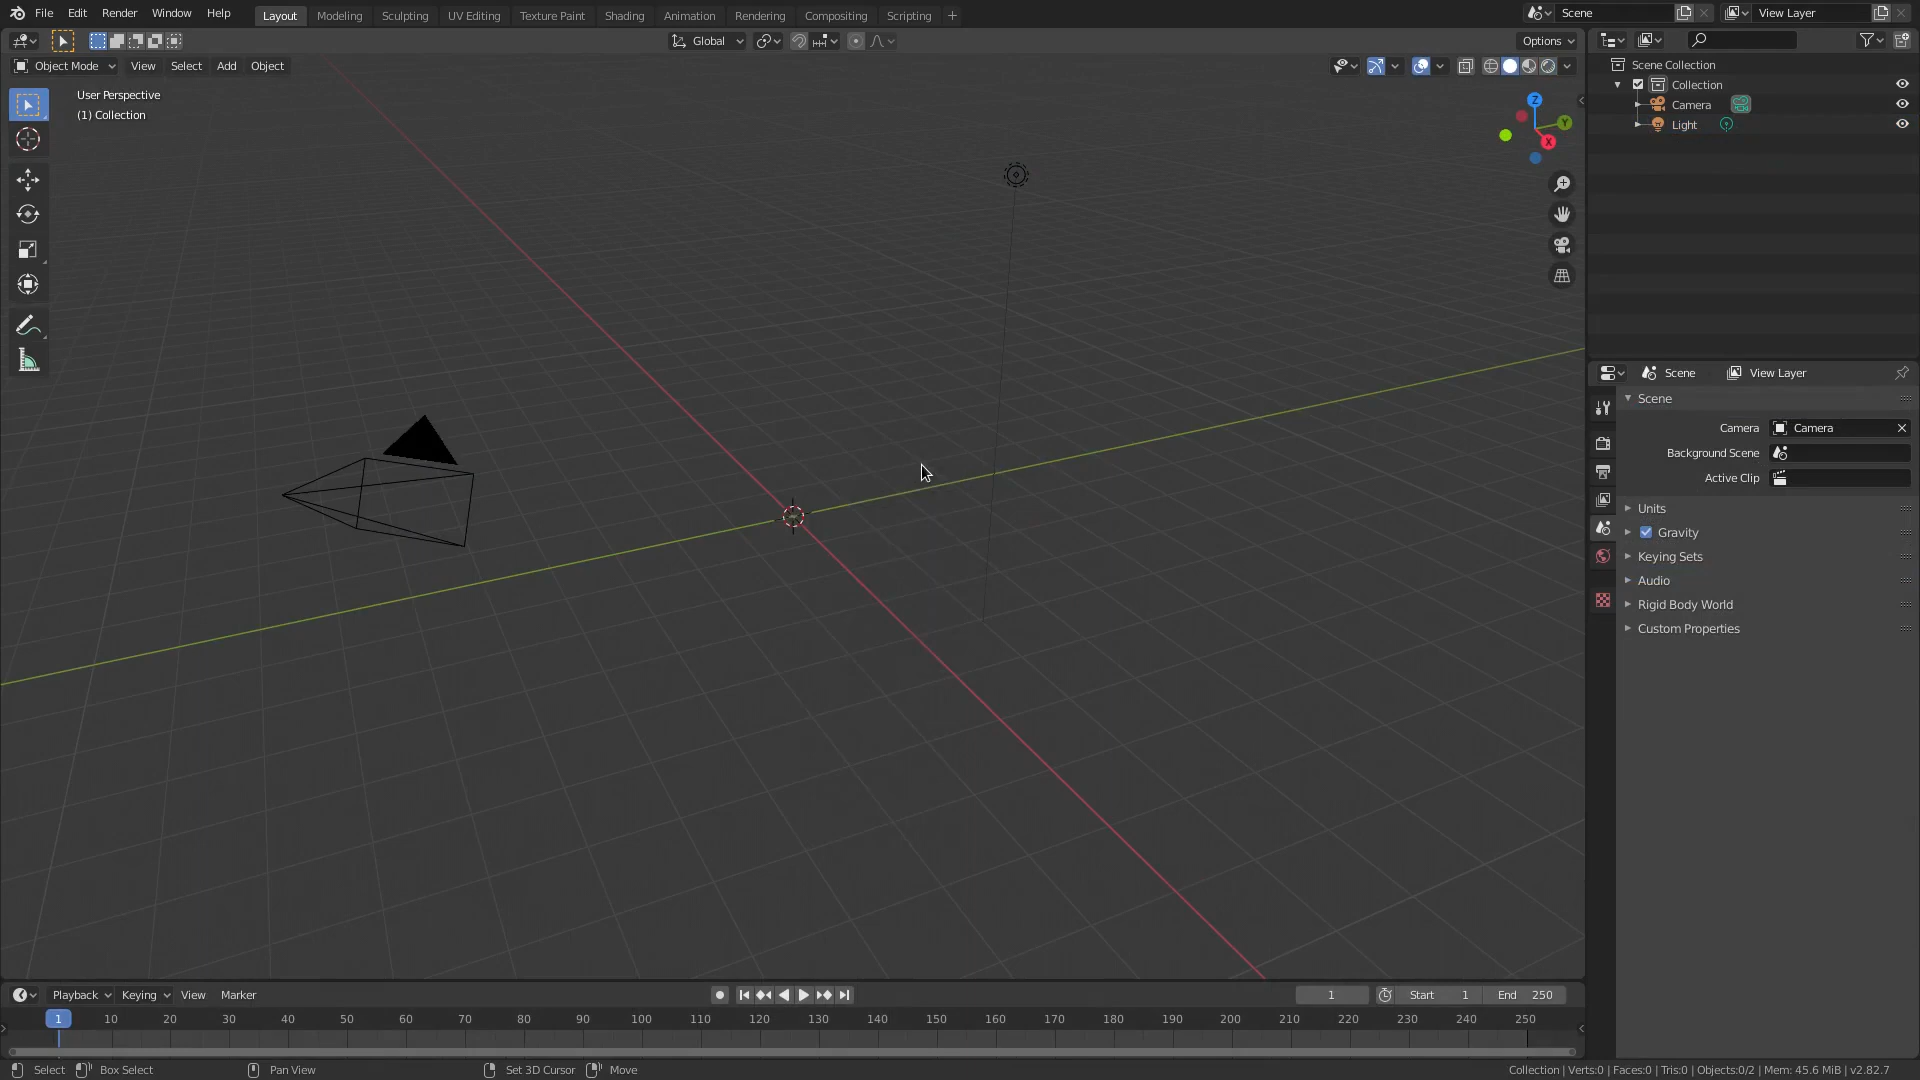 File Edit Render Window Help Layout Modeling Sculpting UV Editing Texture Paint Shading Animation Rendering Compositing Scripting + Scene View Layer
Global Options
Object Mode View Select Add Object
User Perspective
(1) Collection
Z
Y
X
Scene Collection
Collection
Camera
Light
Scene View Layer
Scene
Camera Camera
Background Scene
Active Clip
Units
Gravity
Keying Sets
Audio
Rigid Body World
Custom Properties
Playback Keying View Marker 1 Start 1 End 250
1 10 20 30 40 50 60 70 80 90 100 110 120 130 140 150 160 170 180 190 200 210 220 230 240 250
Select Box Select Pan View Set 3D Cursor Move Collection | Verts:0 | Faces:0 | Tris:0 | Objects:0/2 | Mem: 45.6 MiB | v2.82.7